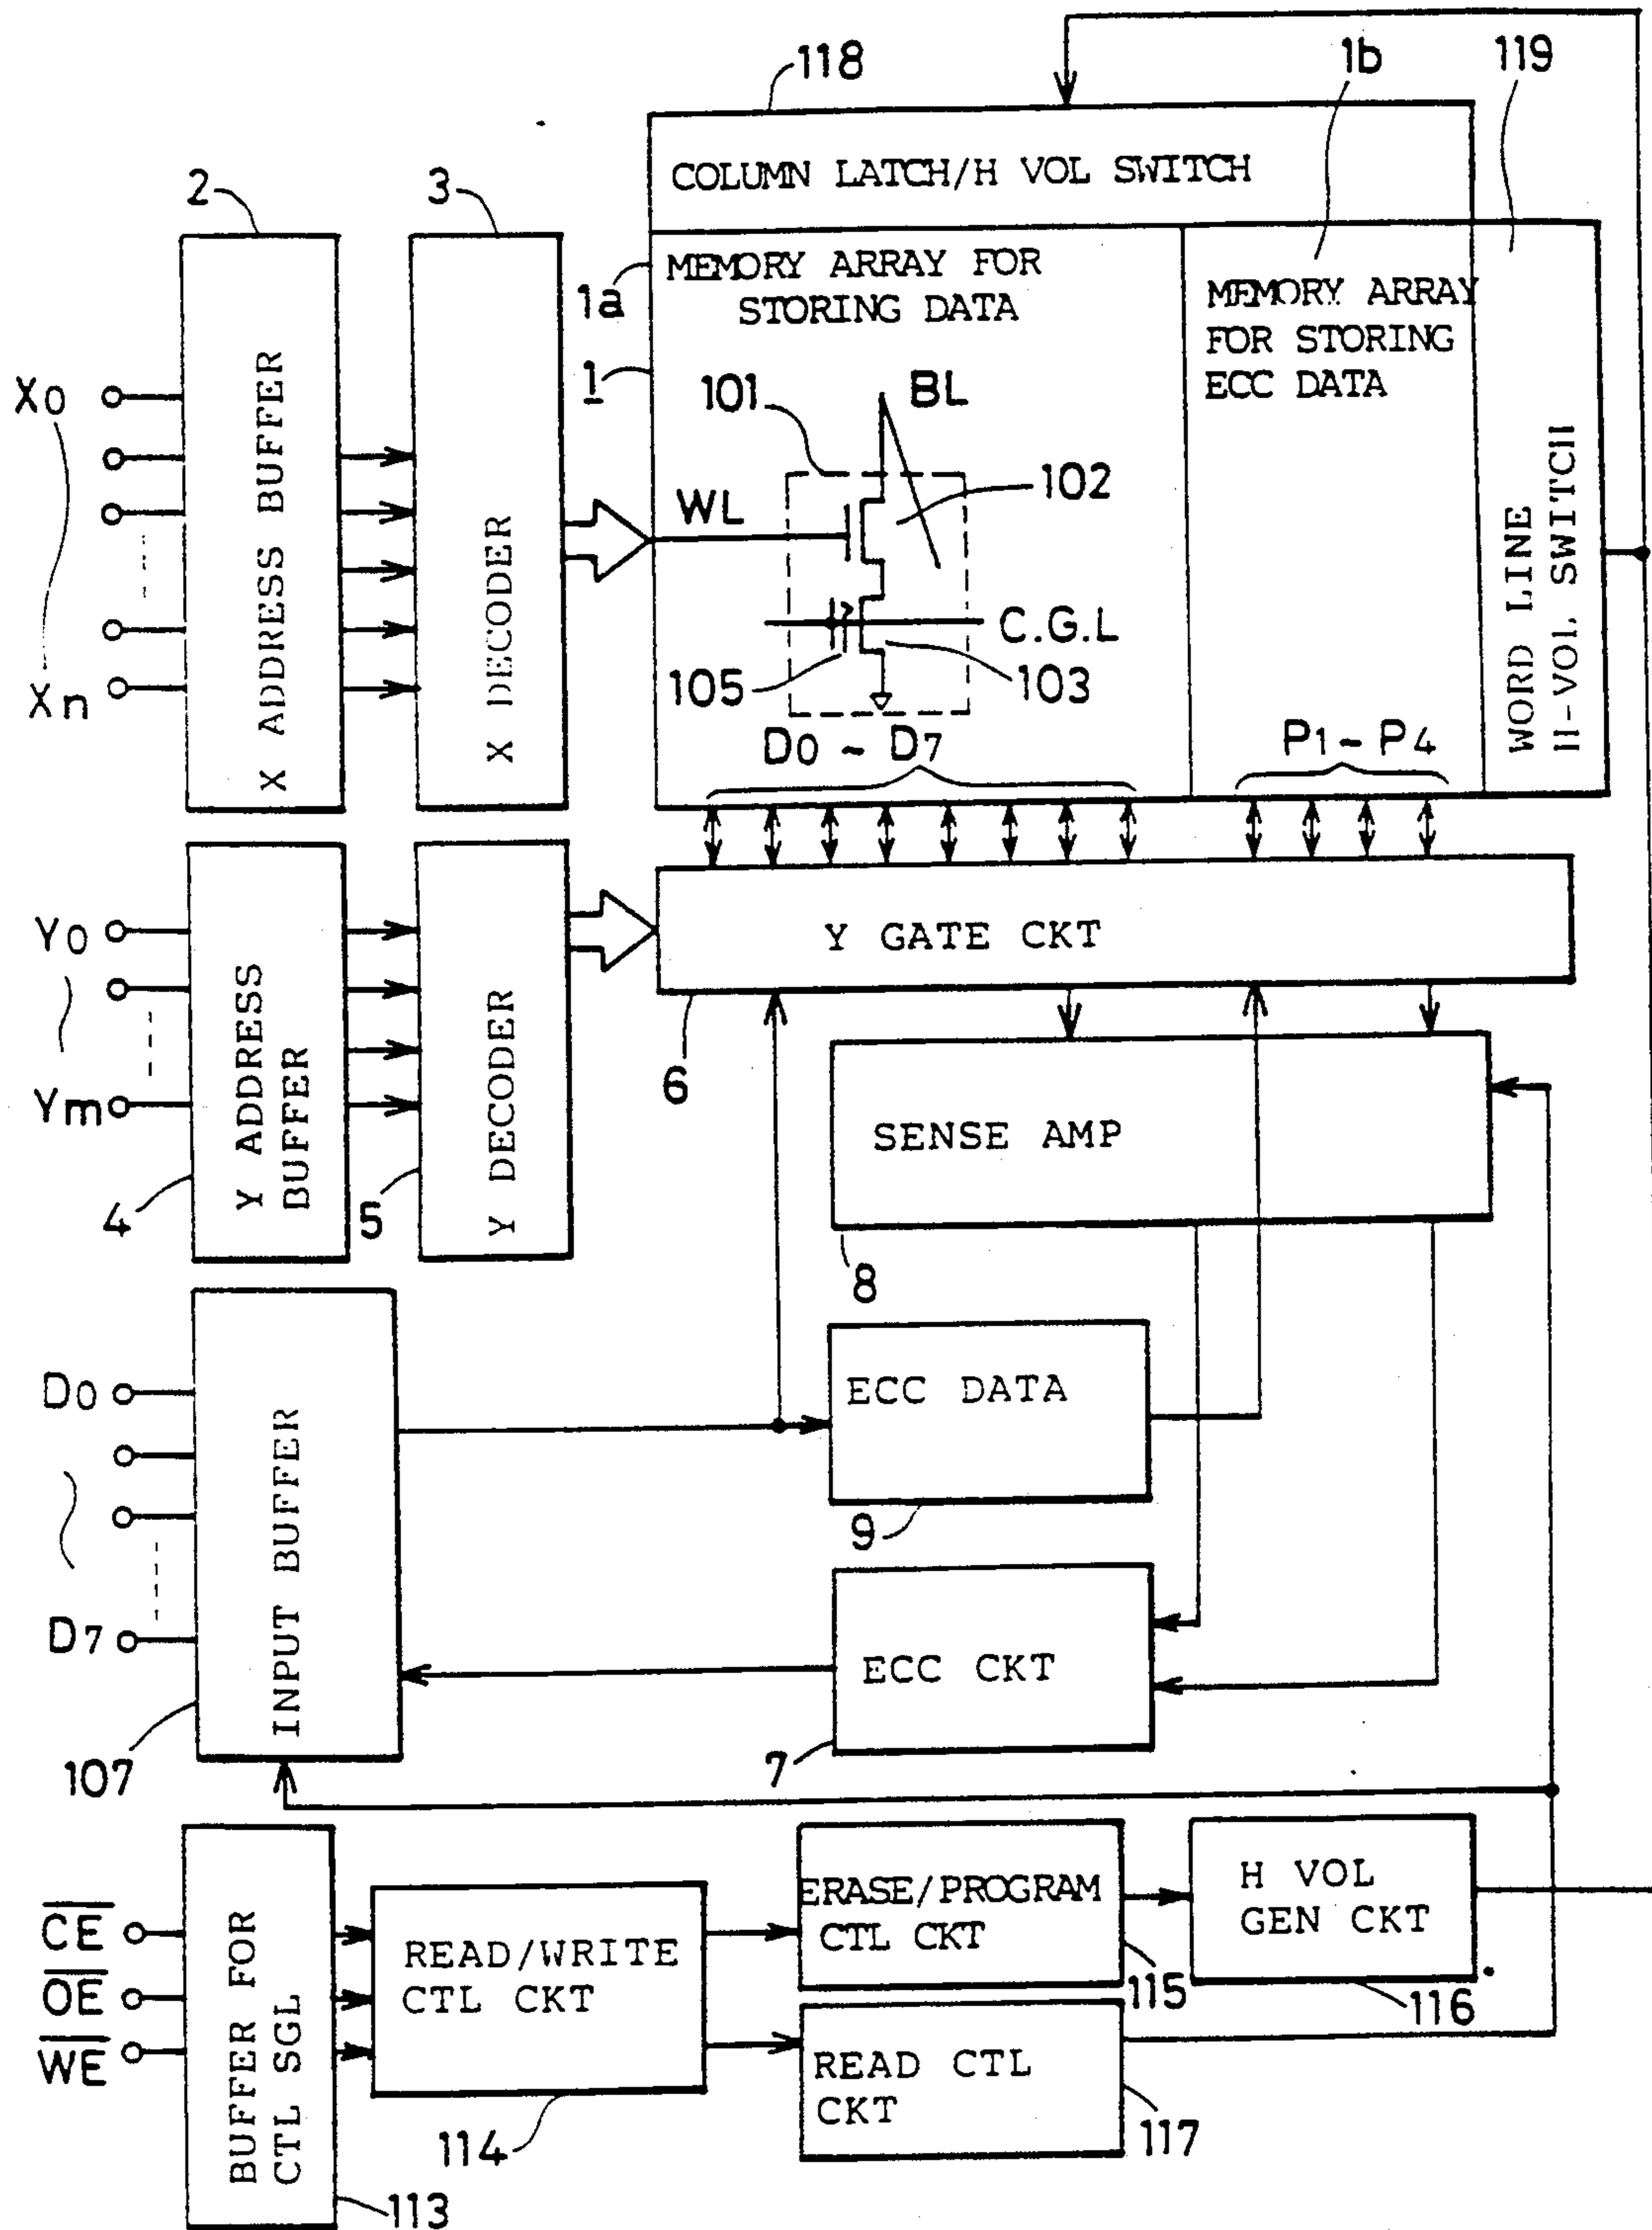 118
1b
119
2
3
COLUMN LATCH/H VOL SWITCH
1a
MEMORY ARRAY FOR
STORING DATA
MEMORY ARRAY
FOR STORING
ECC DATA
1
X ADDRESS BUFFER
X DECODER
X0
Xn
101
BL
WL
102
C.G.L
105
103
WORD LINE
H-VOL SWITCH
D0 ~ D7
P1 ~ P4
Y0
Ym
Y ADDRESS
BUFFER
Y DECODER
4
5
Y GATE CKT
6
SENSE AMP
8
D0
D7
INPUT BUFFER
107
ECC DATA
9
ECC CKT
7
CE
OE
WE
BUFFER FOR
CTL SGL
113
READ/WRITE
CTL CKT
114
ERASE/PROGRAM
CTL CKT
115
H VOL
GEN CKT
116
READ CTL
CKT
117